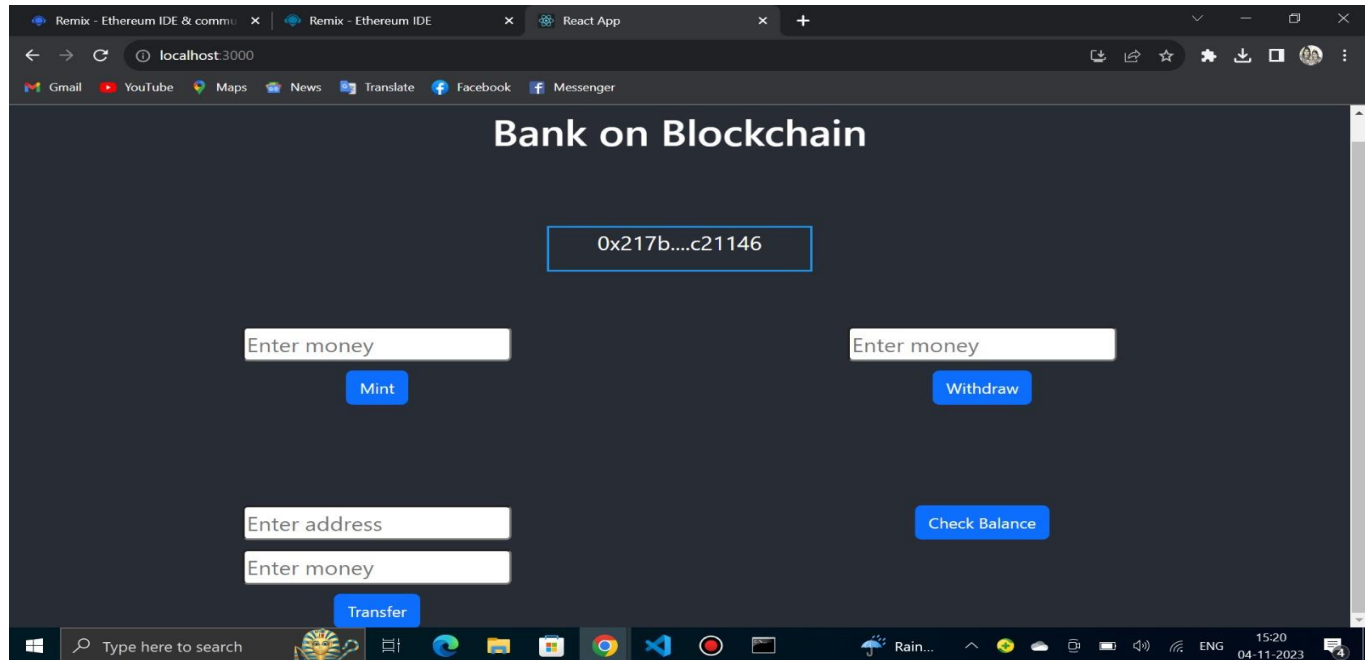 Remix - Ethereum IDE & commu
Remix - Ethereum IDE
React App
localhost:3000
Gmail
YouTube
Maps
News
Translate
Facebook
Messenger
Bank on Blockchain
0x217b....c21146
Enter money
Enter money
Mint
Withdraw
Enter address
Check Balance
Enter money
Transfer
Type here to search
Rain...
ENG
15:20
04-11-2023
4